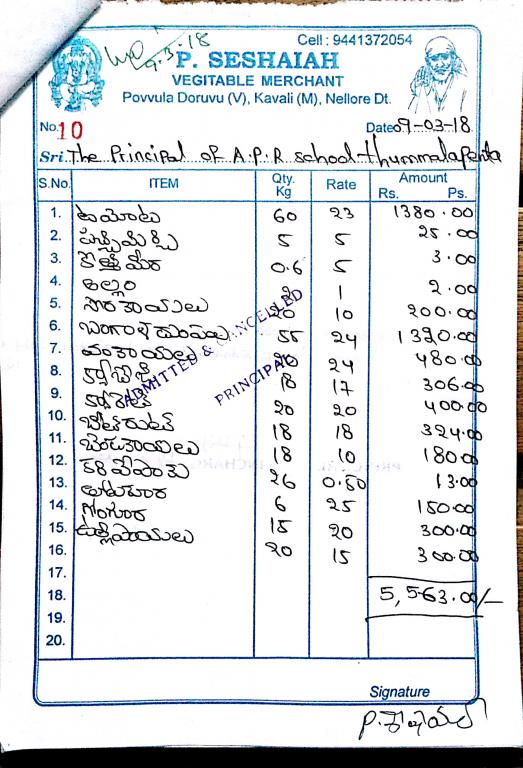 9.3.18
Cell : 9441372054
P. SESHAIAH
VEGITABLE MERCHANT
Povvula Doruvu (V), Kavali (M), Nellore Dt.
No. 10 Date 09-03-18
Sri. The Principal of A.P.R school-thummalapenta
S.No. ITEM Qty. Kg Rate Amount Rs. Ps.
1. టమోటు 60 23 1380.00
2. పచ్చిమిర్చి 5 5 25.00
3. కొత్తిమీర 0.6 5 3.00
4. అల్లం 2 1 2.00
5. సొరకాయలు 20 10 200.00
6. బంగాళదుంపలు 55 24 1320.00
7. వంకాయలు 20 24 480.00
8. క్యాబేజి 18 17 306.00
9. క్యారెట్ 20 20 400.00
10. బీట్‌రూట్ 18 18 324.00
11. బెండకాయలు 18 10 180.00
12. కరివేపాకు 26 0.50 13.00
13. 6 25 150.00
14. గోంగూర 15 20 300.00
15. ఉల్లిపాయలు 20 15 300.00
16.
17.
18. 5,563.00/-
19.
20.
ADMITTED & CANCELLED
PRINCIPAL
Signature
P. శేషయ్య